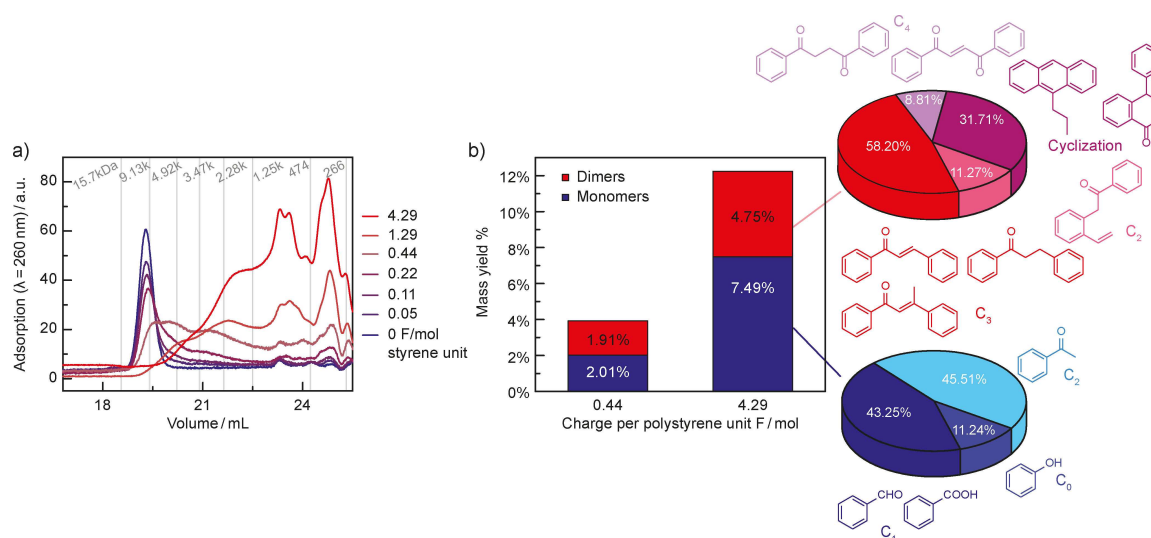 a)
15.7kDa
9.13k
4.92k
3.47k
2.28k
1.25k
474
266
80
60
40
20
0
Adsorption (λ = 260 nm) / a.u.
18
21
24
Volume / mL
4.29
1.29
0.44
0.22
0.11
0.05
0 F/mol
styrene unit
b)
12%
10%
8%
6%
4%
2%
0%
Mass yield %
Dimers
Monomers
1.91%
2.01%
4.75%
7.49%
0.44
4.29
Charge per polystyrene unit F / mol
O
O
C4
O
O
8.81%
31.71%
58.20%
11.27%
Cyclization
O
O
C2
O
O
O
C3
O
C2
45.51%
43.25%
11.24%
OH
C0
CHO
COOH
C1